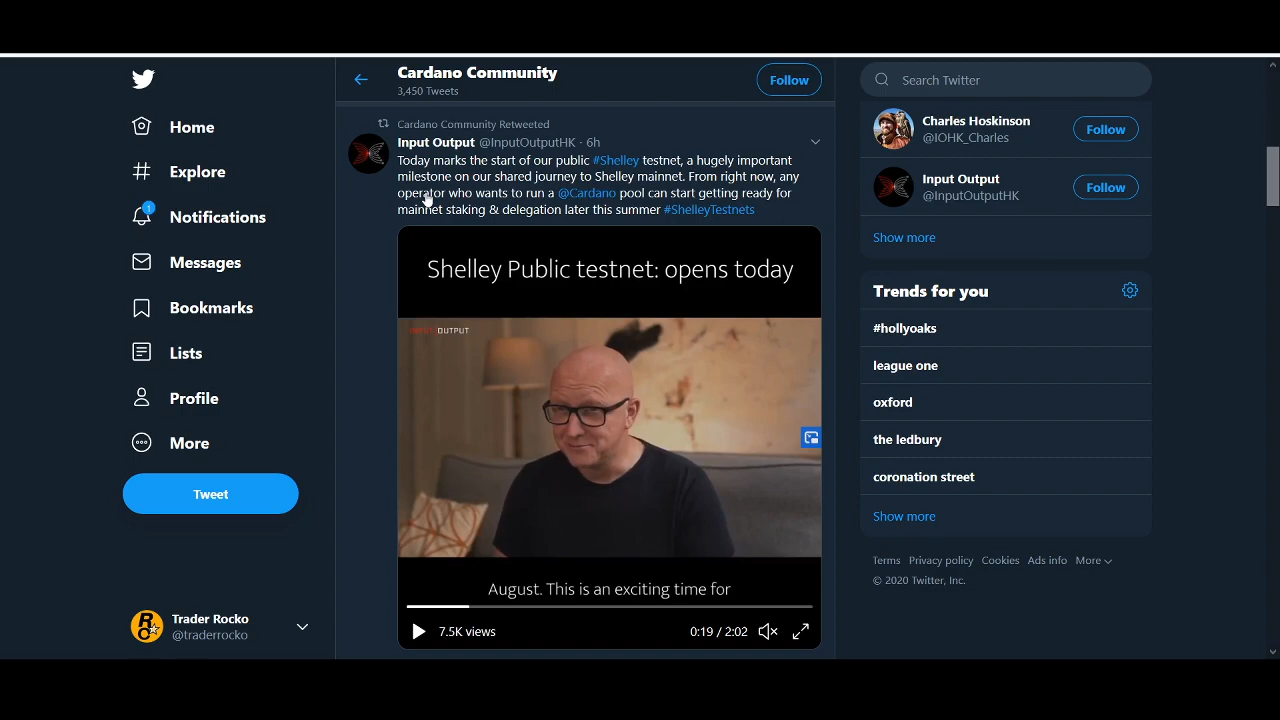 Home
Explore
1
Notifications
Messages
Bookmarks
Lists
Profile
More
Tweet
Trader Rocko
@traderrocko
Cardano Community
3,450 Tweets
Follow
Cardano Community Retweeted
Input Output @InputOutputHK · 6h
Today marks the start of our public #Shelley testnet, a hugely important
milestone on our shared journey to Shelley mainnet. From right now, any
operator who wants to run a @Cardano pool can start getting ready for
mainnet staking & delegation later this summer #ShelleyTestnets
Shelley Public testnet: opens today
INPUT OUTPUT
August. This is an exciting time for
7.5K views
0:19 / 2:02
Search Twitter
Charles Hoskinson
@IOHK_Charles
Follow
Input Output
@InputOutputHK
Follow
Show more
Trends for you
#hollyoaks
league one
oxford
the ledbury
coronation street
Show more
Terms Privacy policy Cookies Ads info More
© 2020 Twitter, Inc.